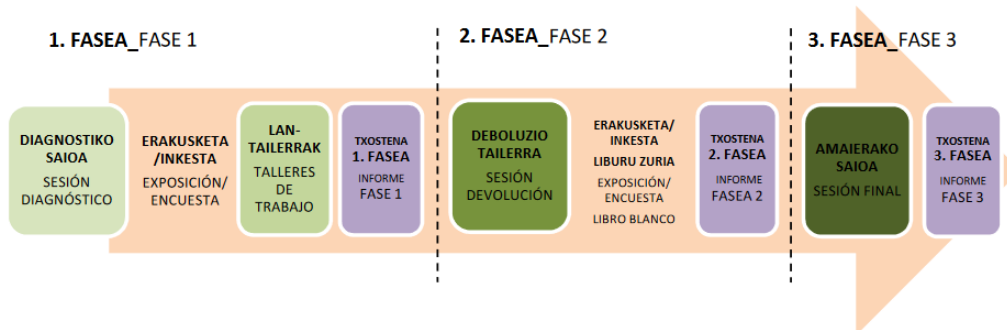 1. FASEA_FASE 1
2. FASEA_FASE 2
3. FASEA_FASE 3
DIAGNOSTIKO
SAIOA
SESIÓN
DIAGNÓSTICO
ERAKUSKETA
/INKESTA
EXPOSICIÓN/
ENCUESTA
LAN-
TAILERRAK
TALLERES
DE
TRABAJO
TXOSTENA
1. FASEA
INFORME
FASE 1
DEBOLUZIO
TAILERRA
SESIÓN
DEVOLUCIÓN
ERAKUSKETA/
INKESTA
LIBURU ZURIA
EXPOSICIÓN/
ENCUESTA
LIBRO BLANCO
TXOSTENA
2. FASEA
INFORME
FASEA 2
AMAIERAKO
SAIOA
SESIÓN FINAL
TXOSTENA
3. FASEA
INFORME
FASE 3